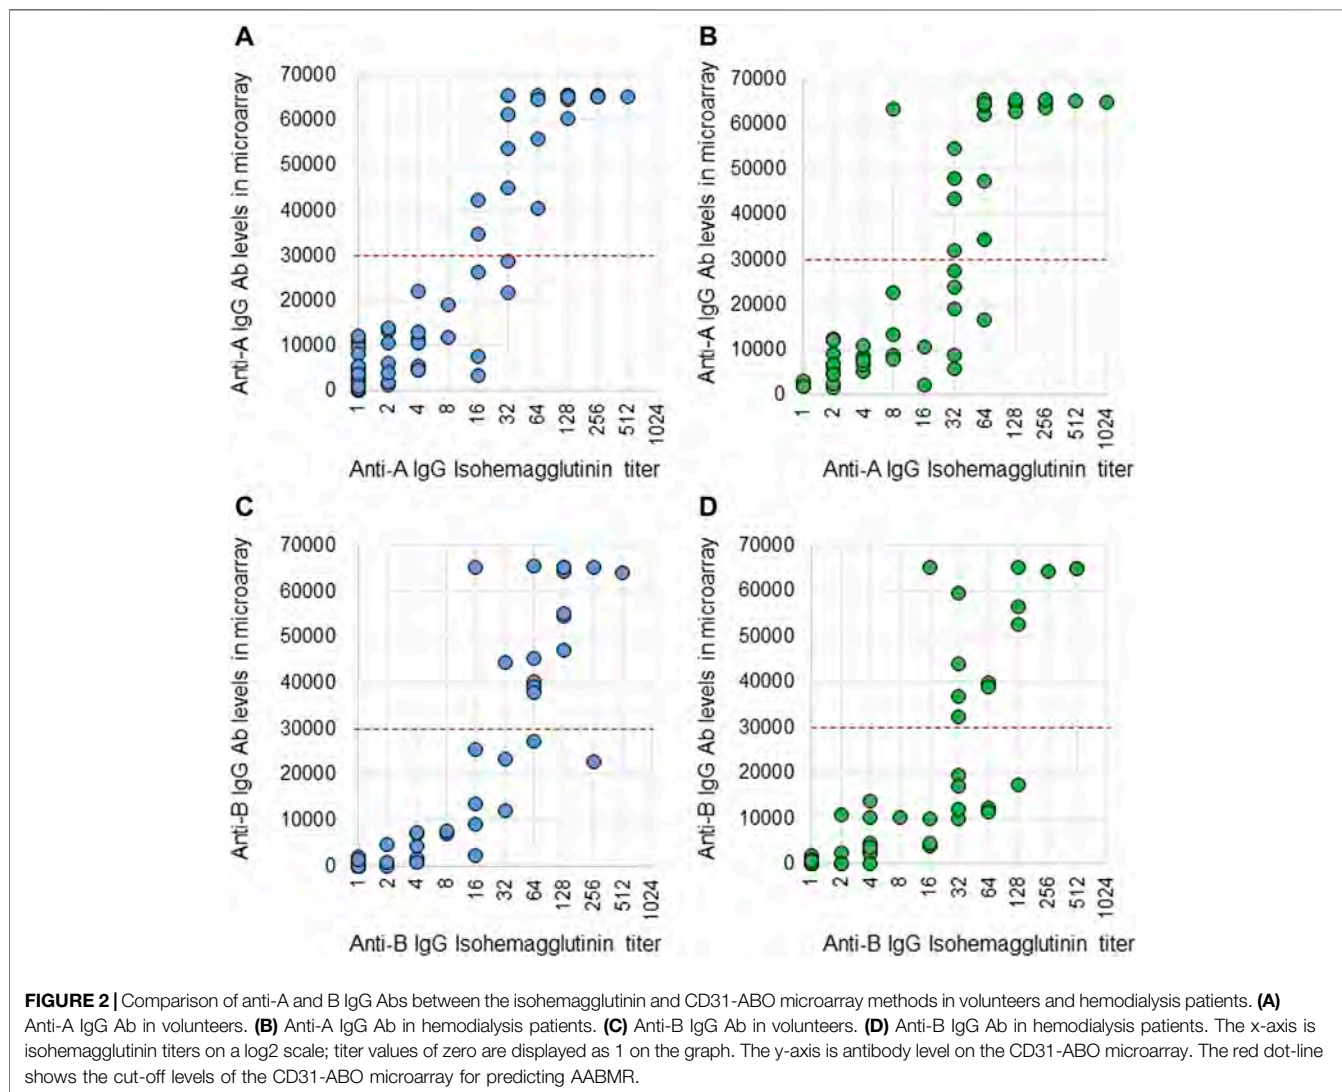 A
Anti-A IgG Ab levels in microarray
70000
60000
50000
40000
30000
20000
10000
0
1 2 4 8 16 32 64 128 256 512 1024
Anti-A IgG Isohemagglutinin titer
B
Anti-A IgG Ab levels in microarray
70000
60000
50000
40000
30000
20000
10000
0
1 2 4 8 16 32 64 128 256 512 1024
Anti-A IgG Isohemagglutinin titer
C
Anti-B IgG Ab levels in microarray
70000
60000
50000
40000
30000
20000
10000
0
1 2 4 8 16 32 64 128 256 512 1024
Anti-B IgG Isohemagglutinin titer
D
Anti-B IgG Ab levels in microarray
70000
60000
50000
40000
30000
20000
10000
0
1 2 4 8 16 32 64 128 256 512 1024
Anti-B IgG Isohemagglutinin titer
FIGURE 2 | Comparison of anti-A and B IgG Abs between the isohemagglutinin and CD31-ABO microarray methods in volunteers and hemodialysis patients. (A)
Anti-A IgG Ab in volunteers. (B) Anti-A IgG Ab in hemodialysis patients. (C) Anti-B IgG Ab in volunteers. (D) Anti-B IgG Ab in hemodialysis patients. The x-axis is
isohemagglutinin titers on a log2 scale; titer values of zero are displayed as 1 on the graph. The y-axis is antibody level on the CD31-ABO microarray. The red dot-line
shows the cut-off levels of the CD31-ABO microarray for predicting AABMR.